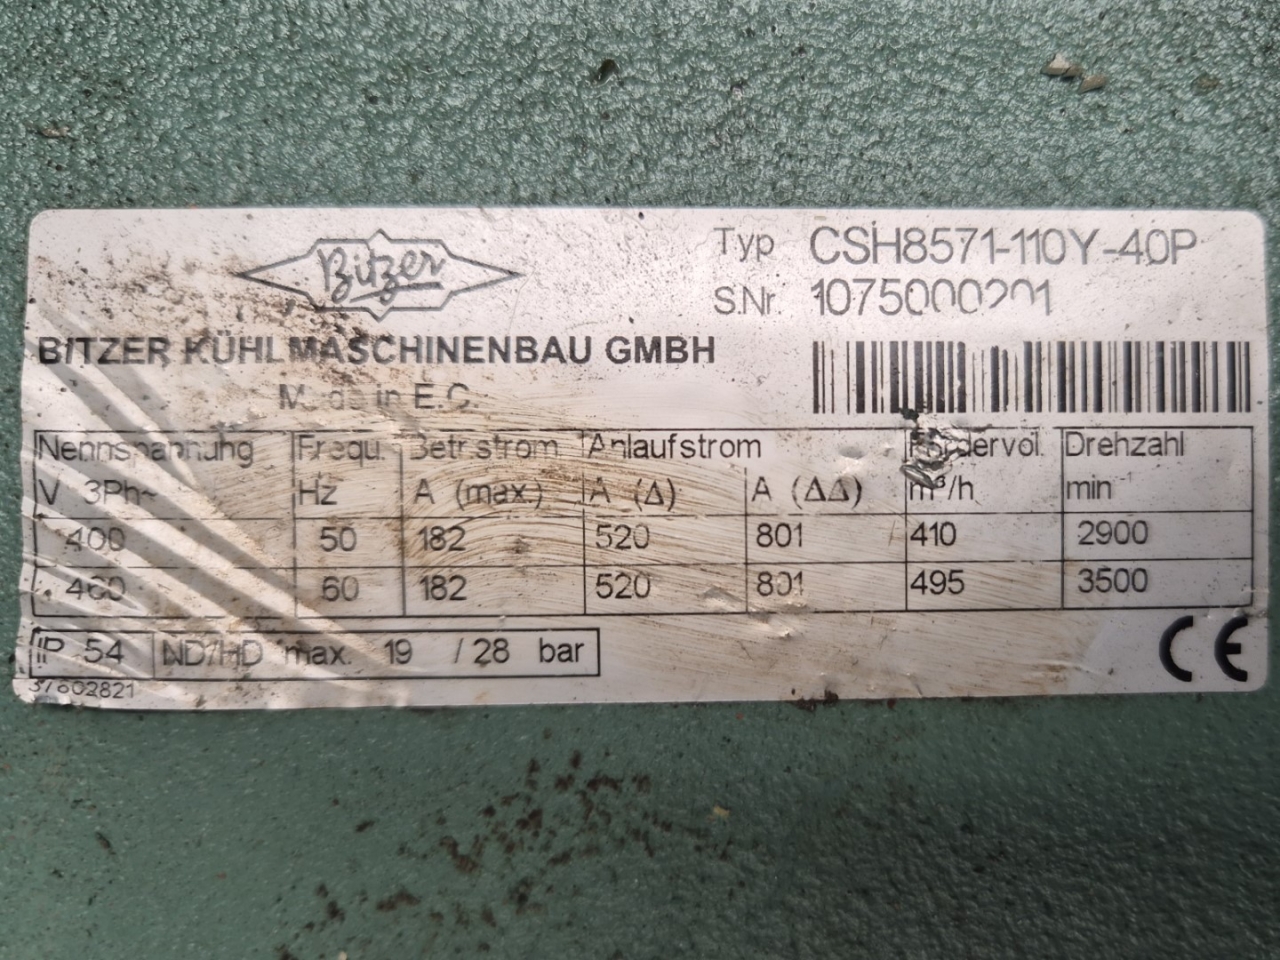 Bitzer
Typ CSH8571-110Y-40P
S.Nr. 1075000201
BITZER KÜHLMASCHINENBAU GMBH
Made in E.C.
Nennspannung Frequ. Betr.strom Anlaufstrom Fördervol. Drehzahl
V 3Ph~ Hz A (max.) A (Δ) A (ΔΔ) m³/h min
400 50 182 520 801 410 2900
460 60 182 520 801 495 3500
IP 54 ND/HD max. 19 / 28 bar
CE
37602821